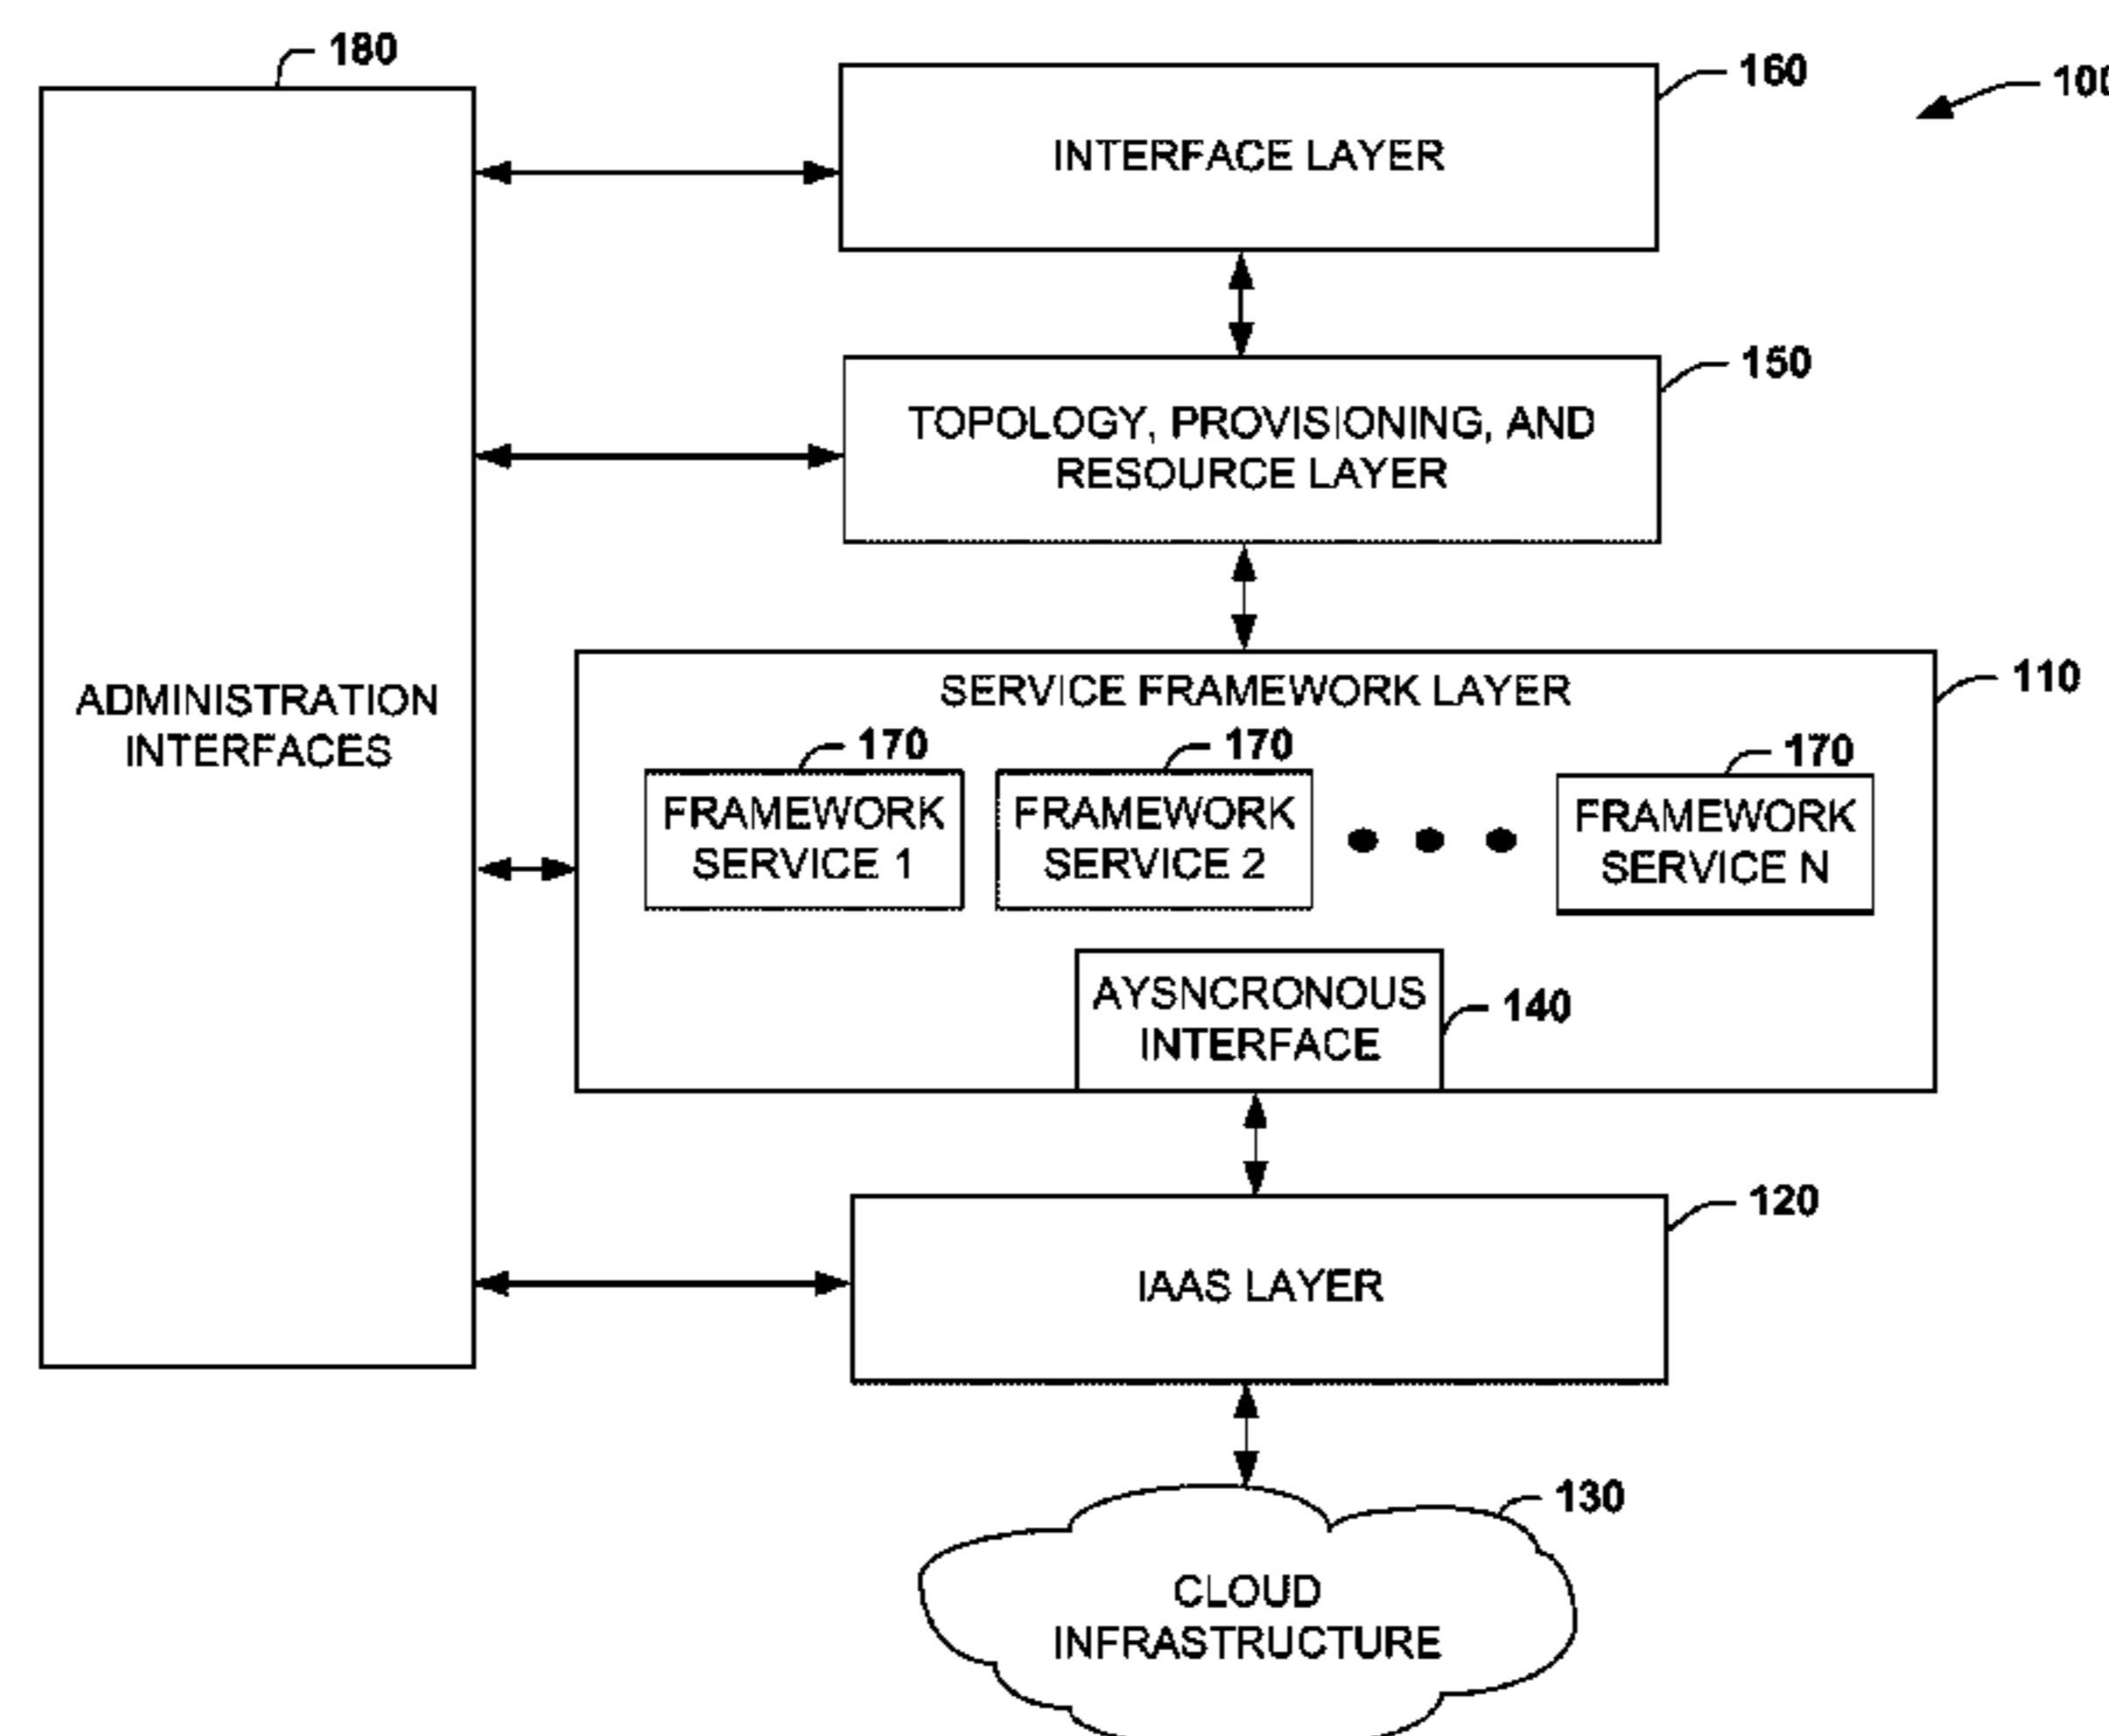 180
160
100
INTERFACE LAYER
150
TOPOLOGY, PROVISIONING, AND
RESOURCE LAYER
ADMINISTRATION
INTERFACES
110
SERVICE FRAMEWORK LAYER
170
170
170
FRAMEWORK
SERVICE 1
FRAMEWORK
SERVICE 2
FRAMEWORK
SERVICE N
AYSNCRONOUS
INTERFACE
140
120
IAAS LAYER
130
CLOUD
INFRASTRUCTURE